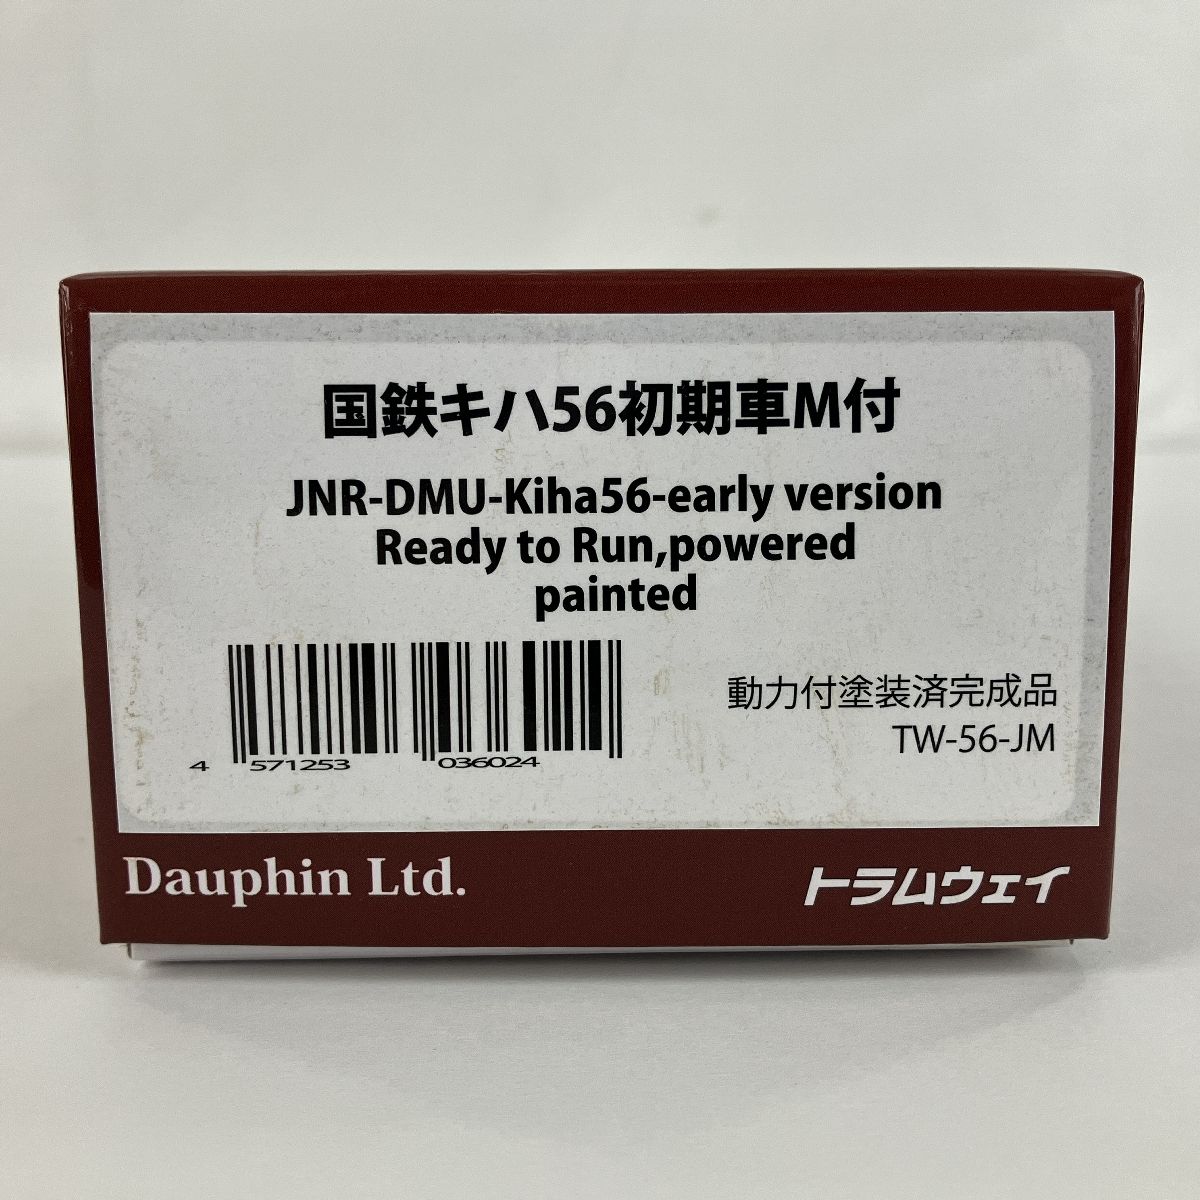 国鉄キハ56初期車M付
JNR-DMU-Kiha56-early version
Ready to Run,powered
painted
4 571253 036024
動力付塗装済完成品
TW-56-JM
Dauphin Ltd.
トラムウェイ